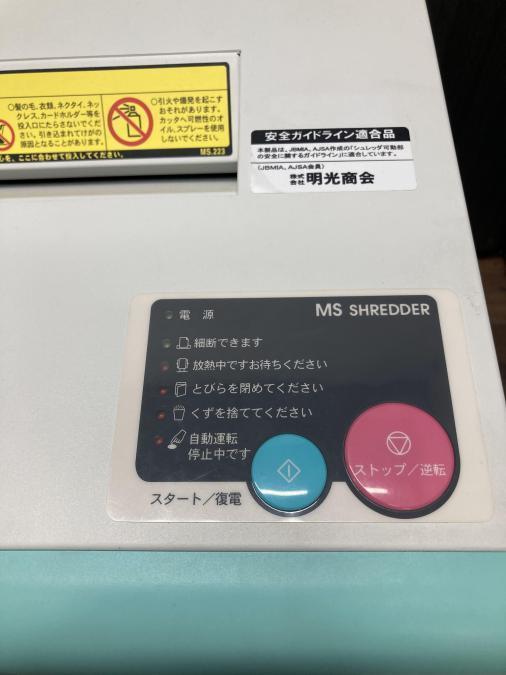 ○髪の毛、衣類、ネクタイ、ネッ
クレス、カードホルダー等を
投入口にたらさないでくだ
さい。引き込まれてけがの
原因となることがあります。
○引火や爆発を起こす
おそれがあります。
カッタへ可燃性のオ
イル、スプレーを使用
しないでください。
心を、ここに合わせて投入してください。
MS.223
安全ガイドライン適合品
本製品は、JBMIA、AJSA作成の「シュレッダ可動部
の安全に関するガイドライン」に適合しています。
(JBMIA、AJSA会員)
株式会社 明光商会
電 源
MS SHREDDER
細断できます
放熱中ですお待ちください
とびらを閉めてください
くずを捨ててください
自動運転
停止中です
ストップ/逆転
スタート/復電